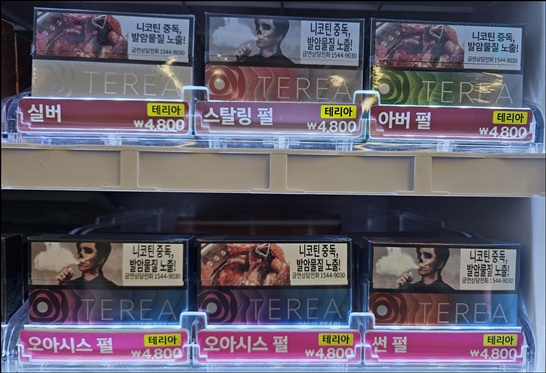 니코틴 중독,
발암물질 노출!
금연상담전화 1544-9030
TEREA
니코틴 중독,
발암물질 노출!
금연상담전화 1544-9030
TEREA
니코틴 중독,
발암물질 노출!
금연상담전화 1544-9030
TEREA
실버 테리아
₩4,800
스탈링 펄 테리아
₩4,800
아버 펄 테리아
₩4,800
니코틴 중독,
발암물질 노출!
금연상담전화 1544-9030
TEREA
니코틴 중독,
발암물질 노출!
금연상담전화 1544-9030
TEREA
OASIS PEARL
니코틴 중독,
발암물질 노출!
금연상담전화 1544-9030
TEREA
오아시스 펄 테리아
₩4,800
오아시스 펄 테리아
₩4,800
썬 펄 테리아
₩4,800